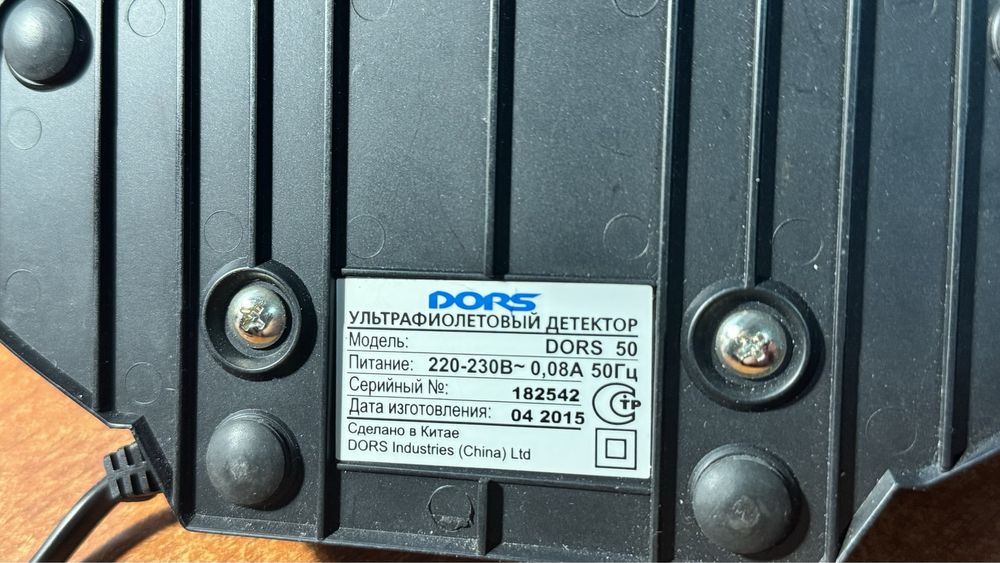 DORS
УЛЬТРАФИОЛЕТОВЫЙ ДЕТЕКТОР
Модель: DORS 50
Питание: 220-230В~ 0,08А 50Гц
Серийный №: 182542
Дата изготовления: 04 2015
Сделано в Китае
DORS Industries (China) Ltd
СТР